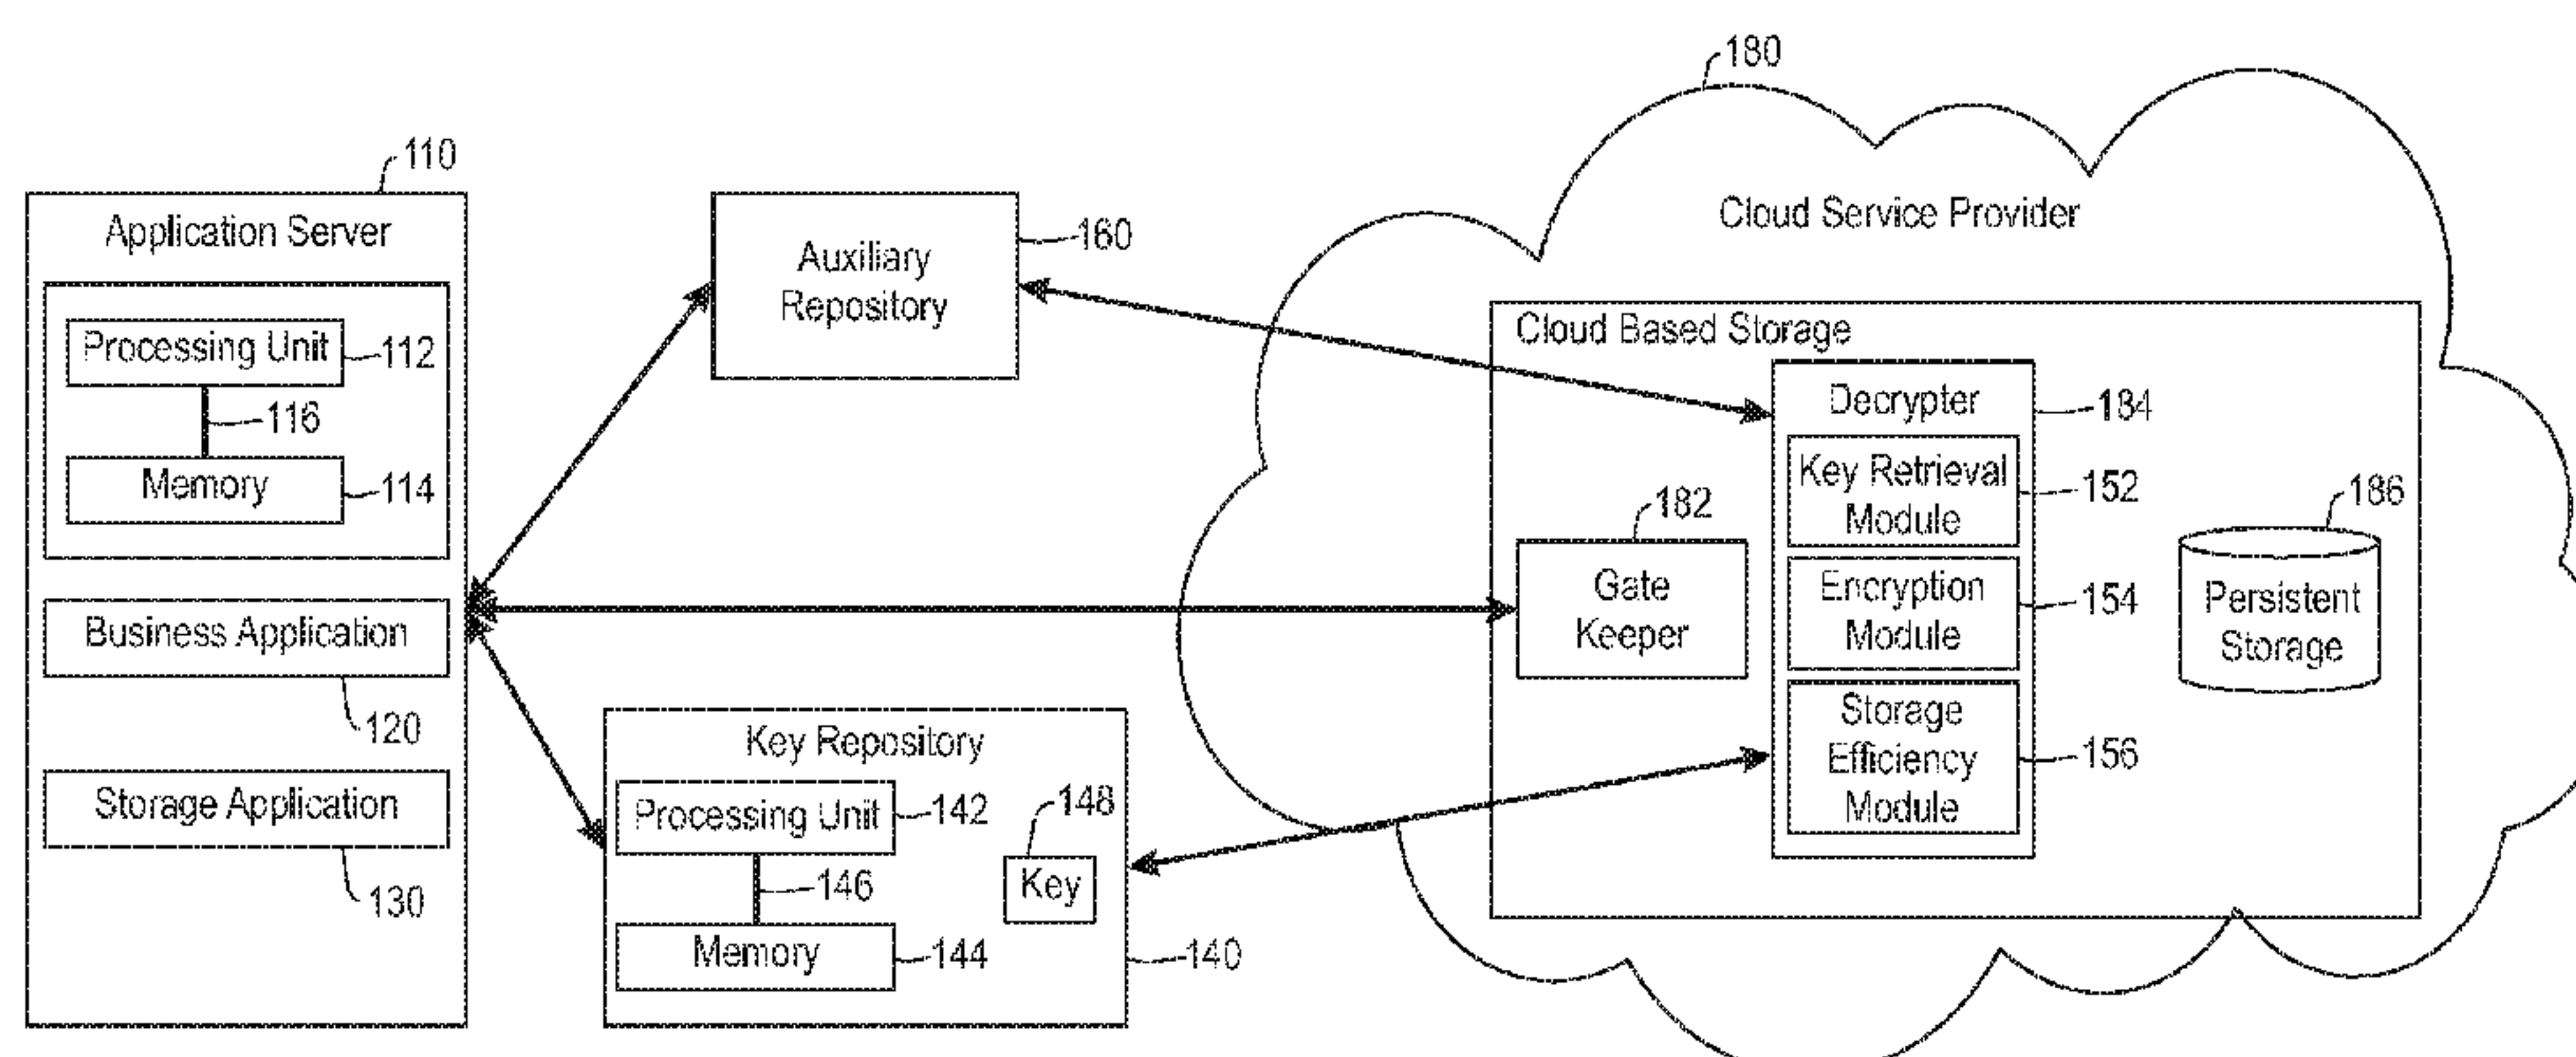 180
110
Cloud Service Provider
Application Server
160
Auxiliary
Repository
Cloud Based Storage
Processing Unit
112
116
Memory
114
Decrypter
184
Key Retrieval
Module
152
182
186
Gate
Keeper
Encryption
Module
154
Persistent
Storage
Business Application
120
Storage
Efficiency
Module
156
Key Repository
Storage Application
130
Processing Unit
142
148
Key
146
Memory
144
140